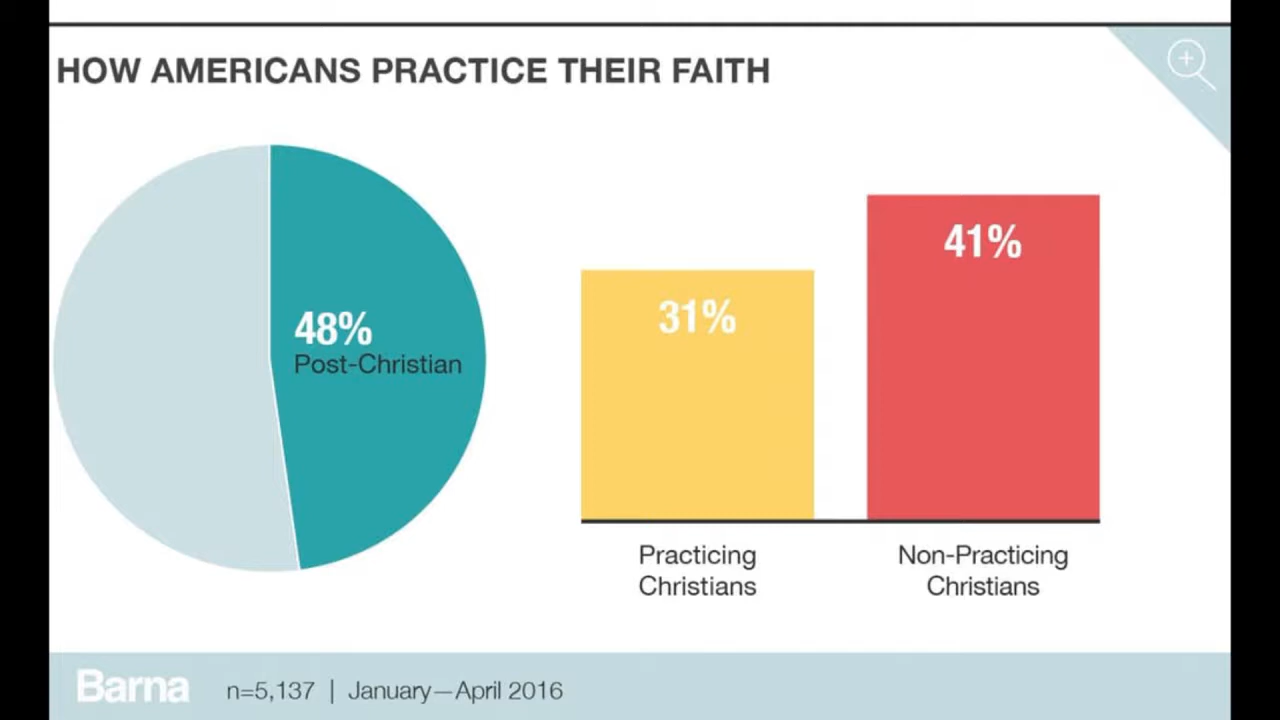 HOW AMERICANS PRACTICE THEIR FAITH
48%
Post-Christian
31%
41%
Practicing
Christians
Non-Practicing
Christians
Barna n=5,137 | January—April 2016